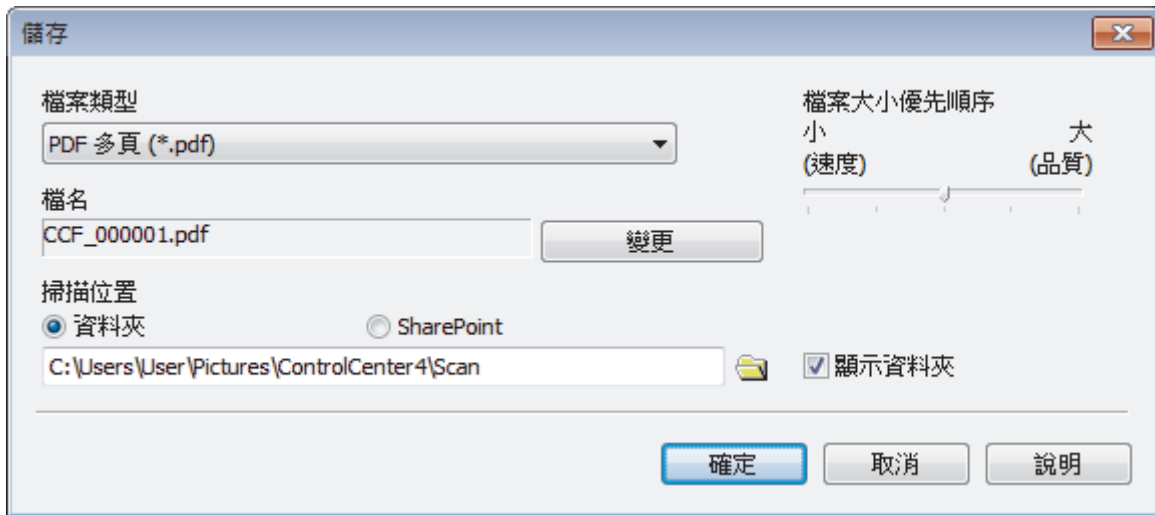 儲存
檔案類型
PDF 多頁 (*.pdf)
檔名
CCF_000001.pdf
變更
檔案大小優先順序
小 大
(速度) (品質)
掃描位置
資料夾 SharePoint
C:\Users\User\Pictures\ControlCenter4\Scan
顯示資料夾
確定 取消 說明